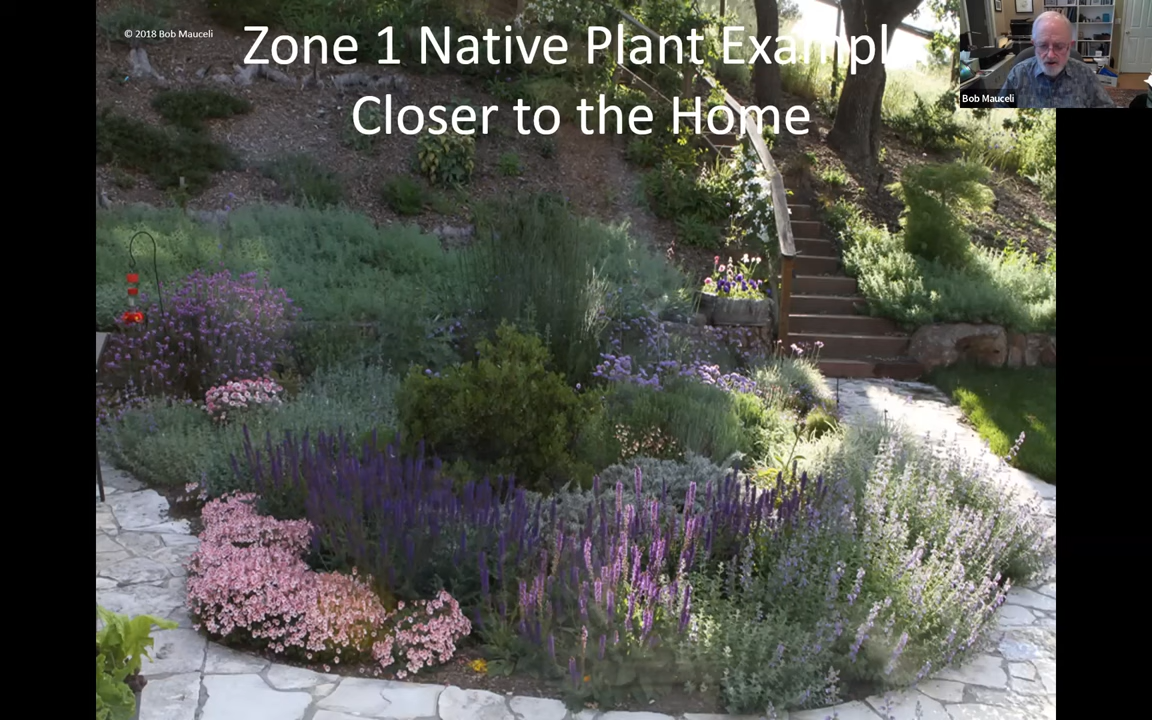 © 2018 Bob Mauceli
Zone 1 Native Plant Exampl
Closer to the Home
Bob Mauceli